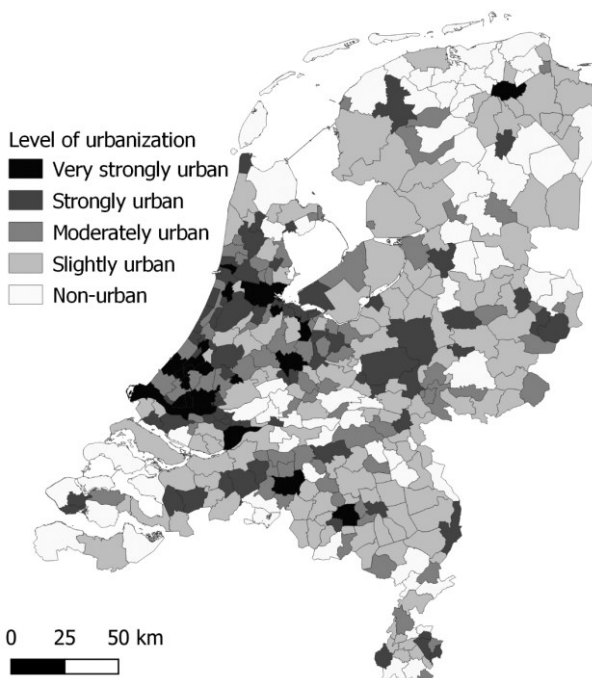 Level of urbanization
Very strongly urban
Strongly urban
Moderately urban
Slightly urban
Non-urban
0 25 50 km